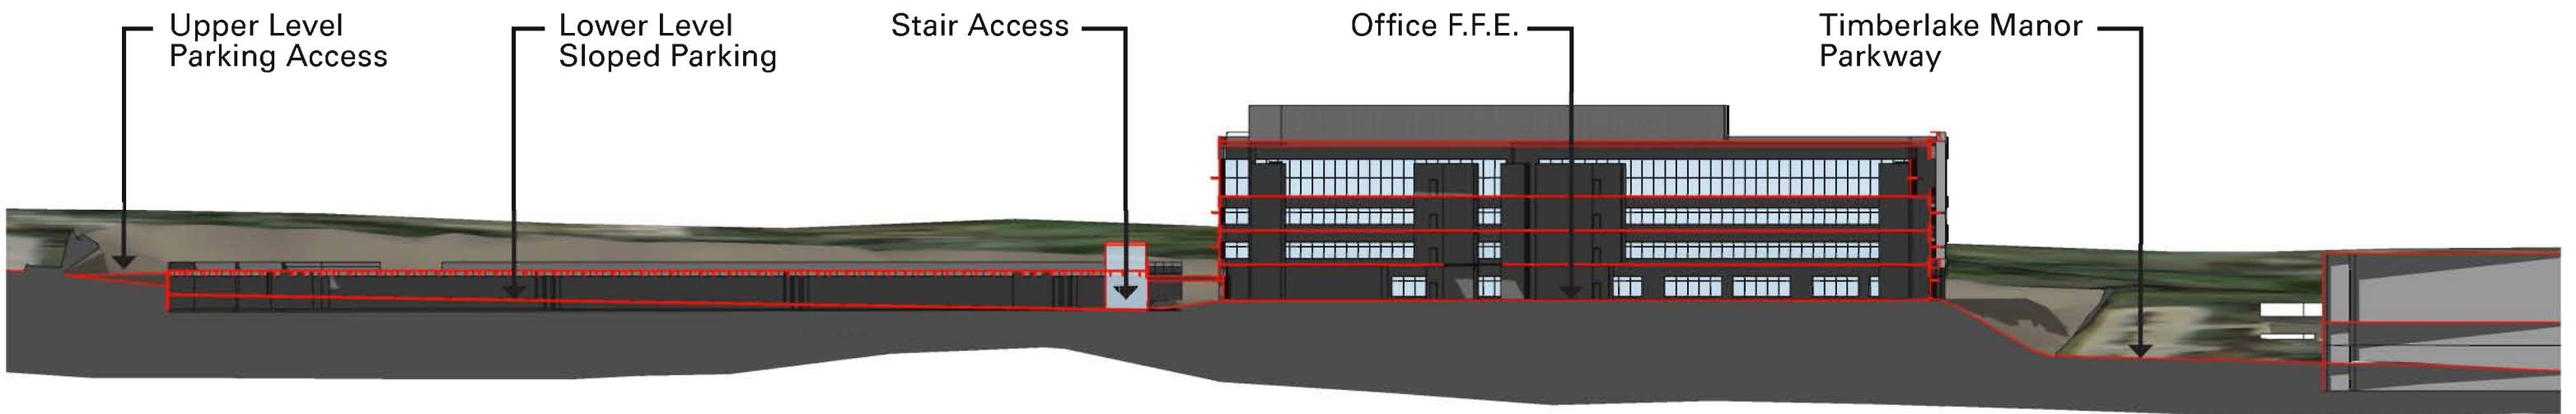 Upper Level
Parking Access
Lower Level
Sloped Parking
Stair Access
Office F.F.E.
Timberlake Manor
Parkway